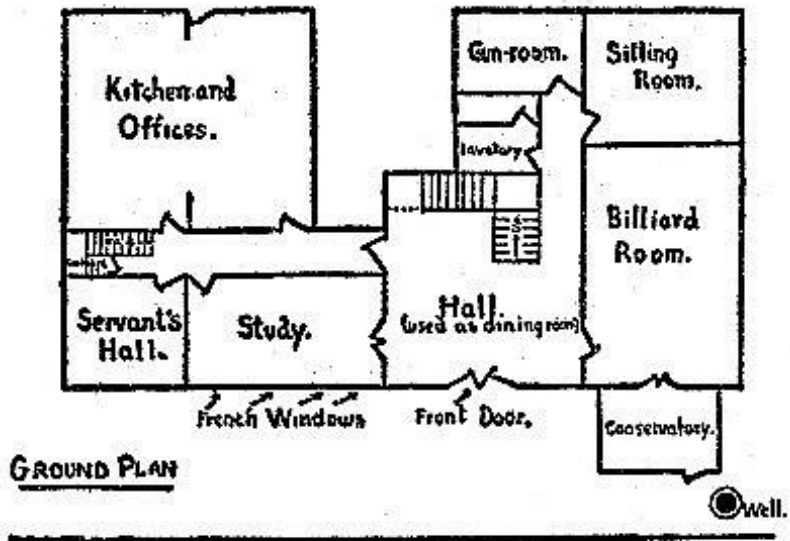 Kitchen and
Offices.
Gun-room.
Sitting
Room.
Lavatory
Billiard
Room.
Servant's
Hall.
Study.
Hall.
(used as dining room)
French Windows
Front Door.
Conservatory.
GROUND PLAN
Well.